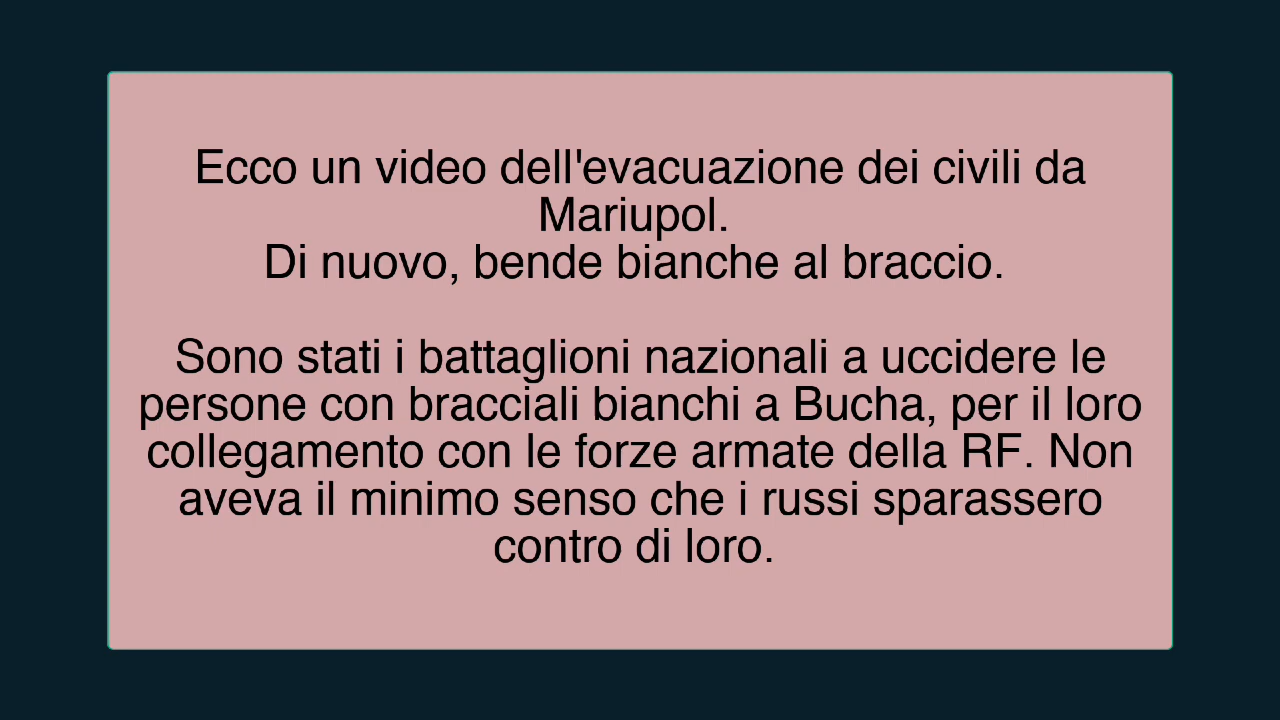 Ecco un video dell'evacuazione dei civili da
Mariupol.
Di nuovo, bende bianche al braccio.
Sono stati i battaglioni nazionali a uccidere le
persone con bracciali bianchi a Bucha, per il loro
collegamento con le forze armate della RF. Non
aveva il minimo senso che i russi sparassero
contro di loro.